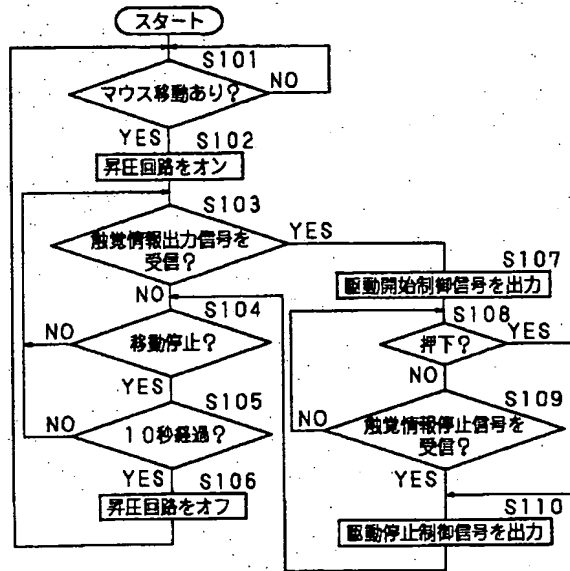 スタート
S101
マウス移動あり?
NO
YES
S102
昇圧回路をオン
S103
触覚情報出力信号を
受信?
YES
NO
S104
移動停止?
NO
YES
S105
10秒経過?
NO
YES
S106
昇圧回路をオフ
S107
駆動開始制御信号を出力
S108
押下?
YES
NO
S109
触覚情報停止信号を
受信?
NO
YES
S110
駆動停止制御信号を出力